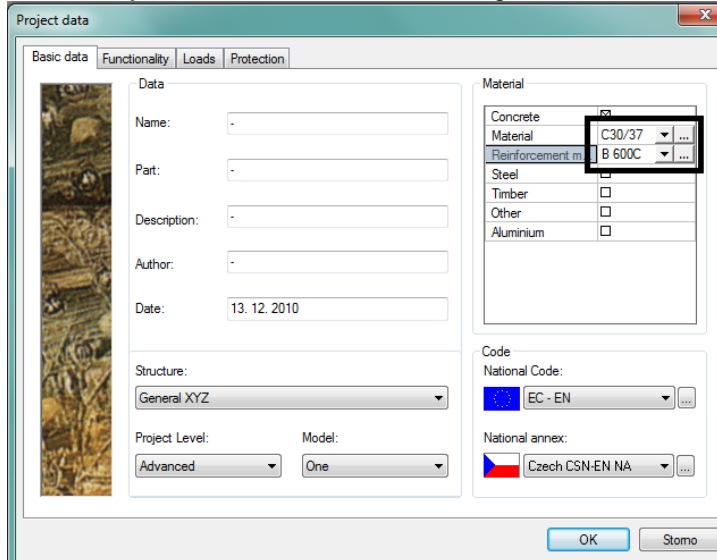 Project data
Basic data Functionality Loads Protection
Data
Name: -
Part: -
Description: -
Author: -
Date: 13. 12. 2010
Structure:
General XYZ
Project Level: Model:
Advanced One
Material
Concrete
Material C30/37 ...
Reinforcement m... B 600C ...
Steel
Timber
Other
Aluminium
Code
National Code:
EC - EN ...
National annex:
Czech CSN-EN NA ...
OK Storno